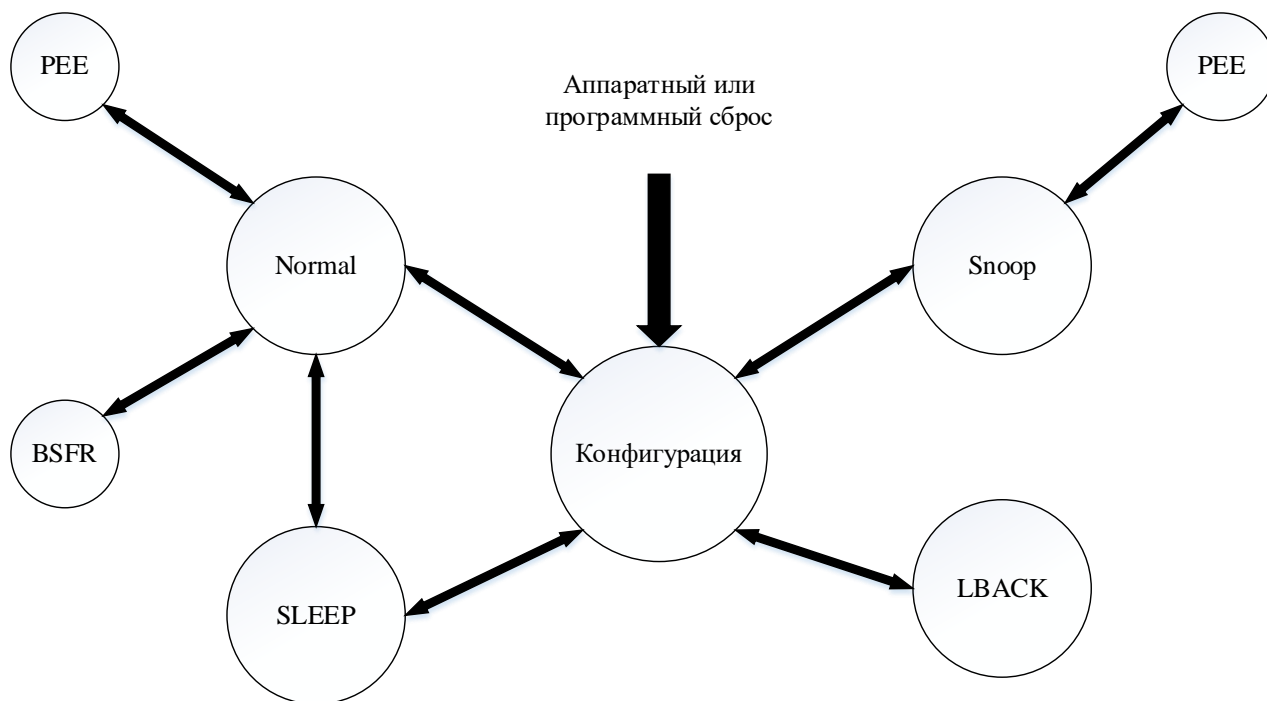 PEE
Аппаратный или
программный сброс
PEE
Normal
Snoop
BSFR
Конфигурация
SLEEP
LBACK